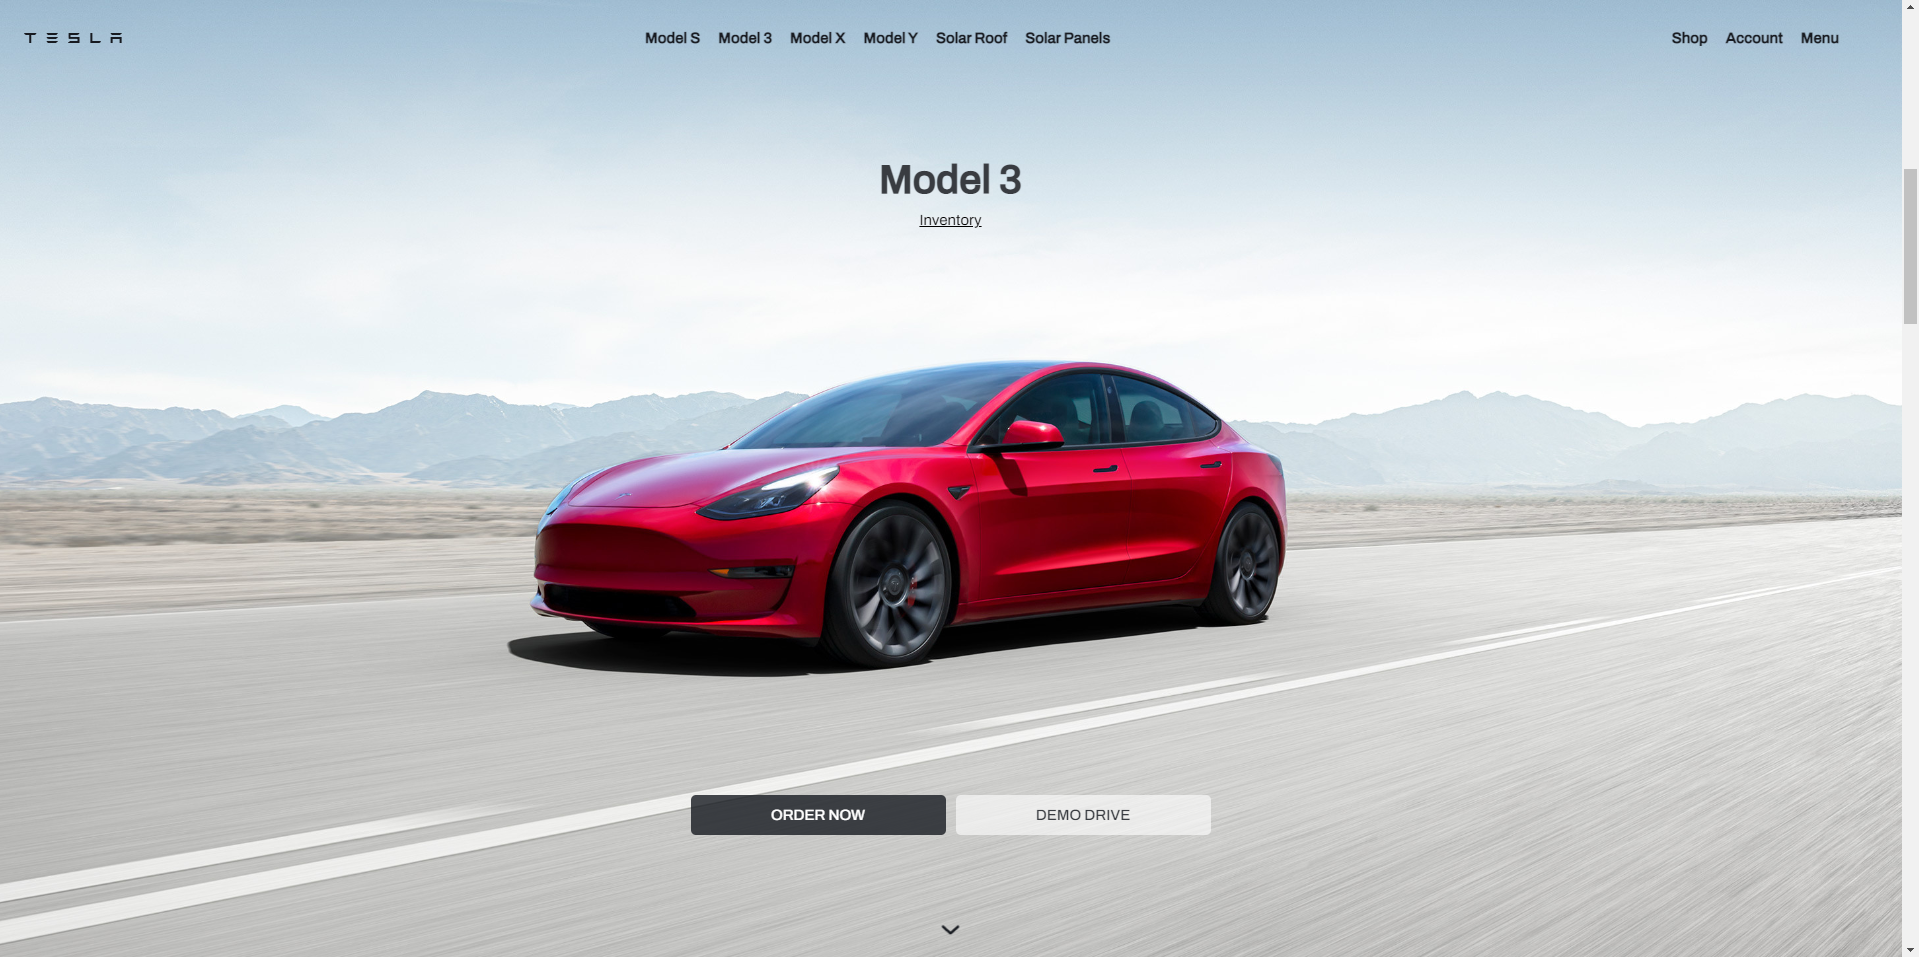 TESLA
Model S Model 3 Model X Model Y Solar Roof Solar Panels
Shop Account Menu
Model 3
Inventory
ORDER NOW
DEMO DRIVE